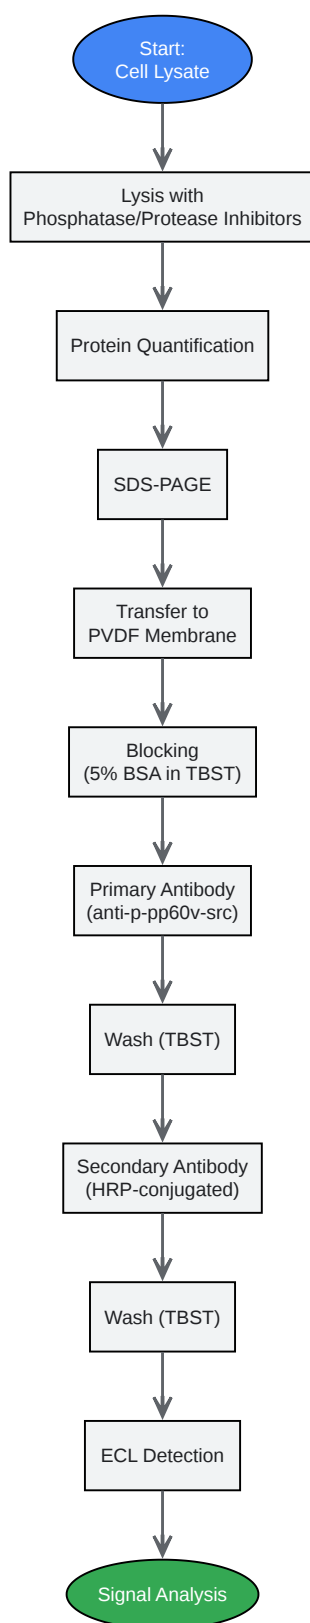 Start:
Cell Lysate
Lysis with
Phosphatase/Protease Inhibitors
Protein Quantification
SDS-PAGE
Transfer to
PVDF Membrane
Blocking
(5% BSA in TBST)
Primary Antibody
(anti-p-pp60v-src)
Wash (TBST)
Secondary Antibody
(HRP-conjugated)
Wash (TBST)
ECL Detection
Signal Analysis